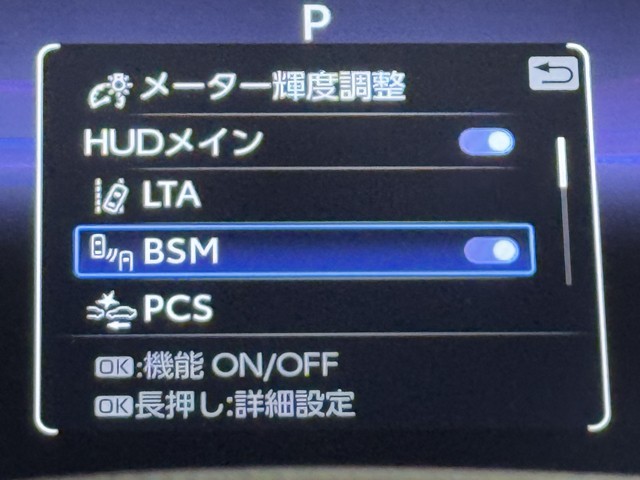 P
メーター輝度調整
HUDメイン
LTA
BSM
PCS
OK:機能 ON/OFF
OK長押し:詳細設定